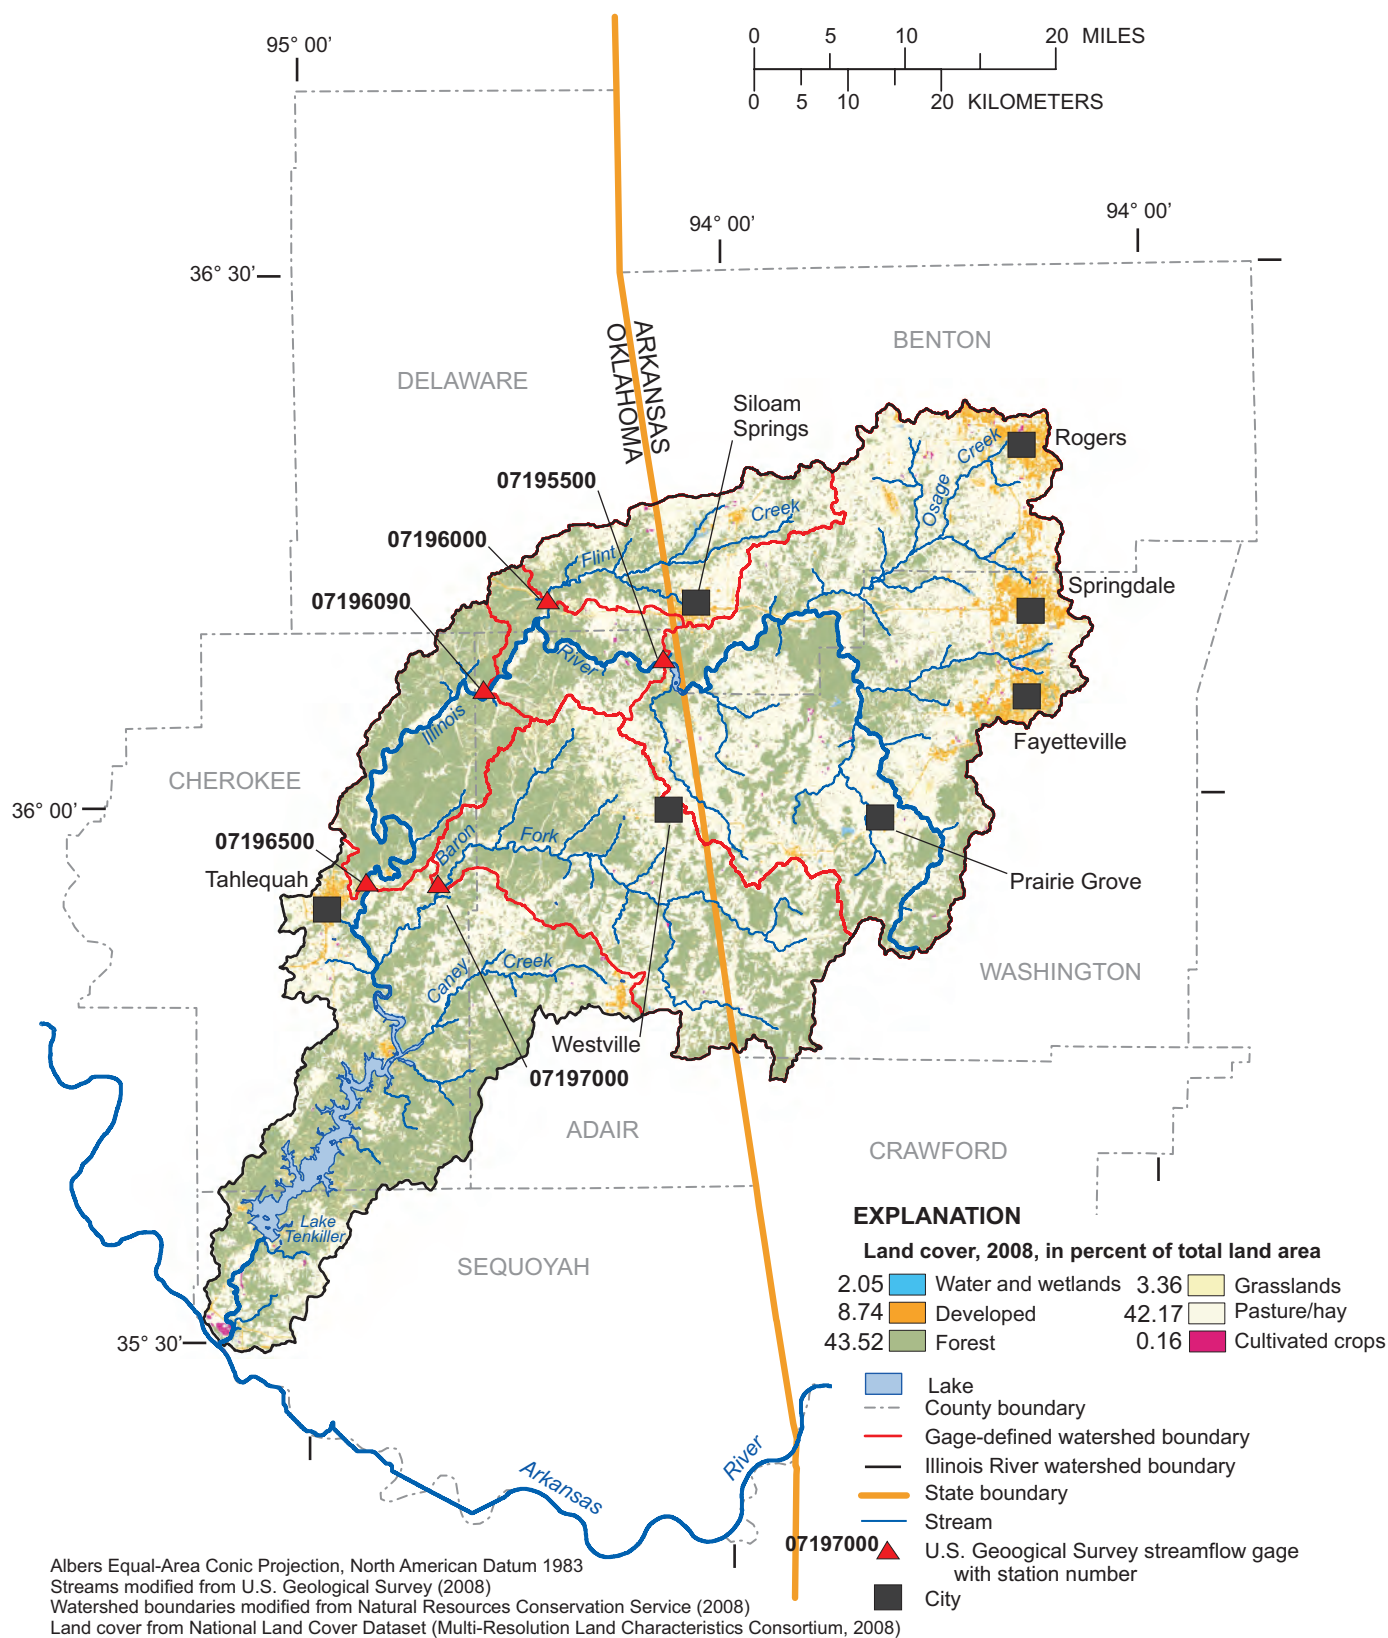 0 5 10 20 MILES
0 5 10 20 KILOMETERS
95° 00’
94° 00’
94° 00’
36° 30’
ARKANSAS
OKLAHOMA
BENTON
DELAWARE
Siloam
Springs
Rogers
Osage Creek
07195500
Creek
07196000
Flint
Springdale
07196090
River
Illinois
Fayetteville
CHEROKEE
36° 00’
07196500
Baron
Fork
Tahlequah
Prairie Grove
Caney
Creek
WASHINGTON
Westville
07197000
ADAIR
CRAWFORD
Lake
Tenkiller
SEQUOYAH
35° 30’
Arkansas
River
EXPLANATION
Land cover, 2008, in percent of total land area
2.05 Water and wetlands
8.74 Developed
43.52 Forest
3.36 Grasslands
42.17 Pasture/hay
0.16 Cultivated crops
Lake
County boundary
Gage-defined watershed boundary
Illinois River watershed boundary
State boundary
Stream
07197000 U.S. Geoogical Survey streamflow gage
with station number
City
Albers Equal-Area Conic Projection, North American Datum 1983
Streams modified from U.S. Geological Survey (2008)
Watershed boundaries modified from Natural Resources Conservation Service (2008)
Land cover from National Land Cover Dataset (Multi-Resolution Land Characteristics Consortium, 2008)